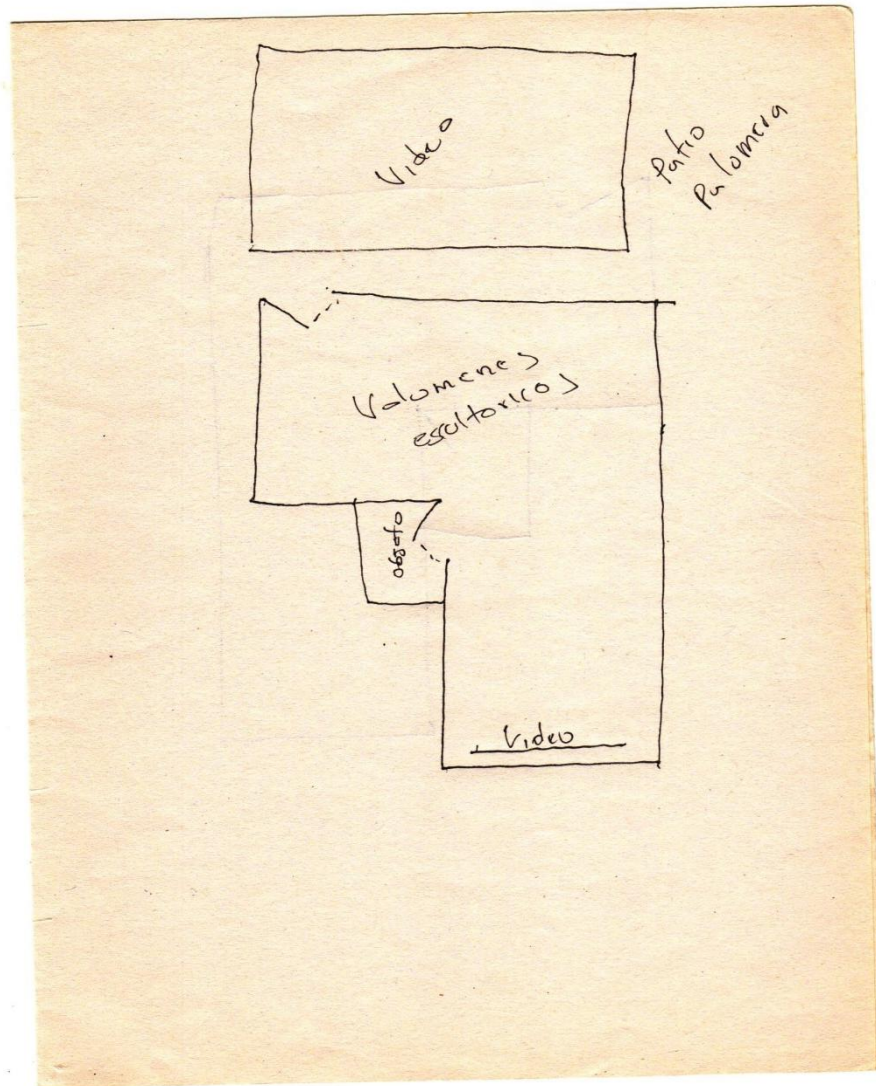 Video
Patio
Palomera
Volumenes
escultoricos
objeto
Video